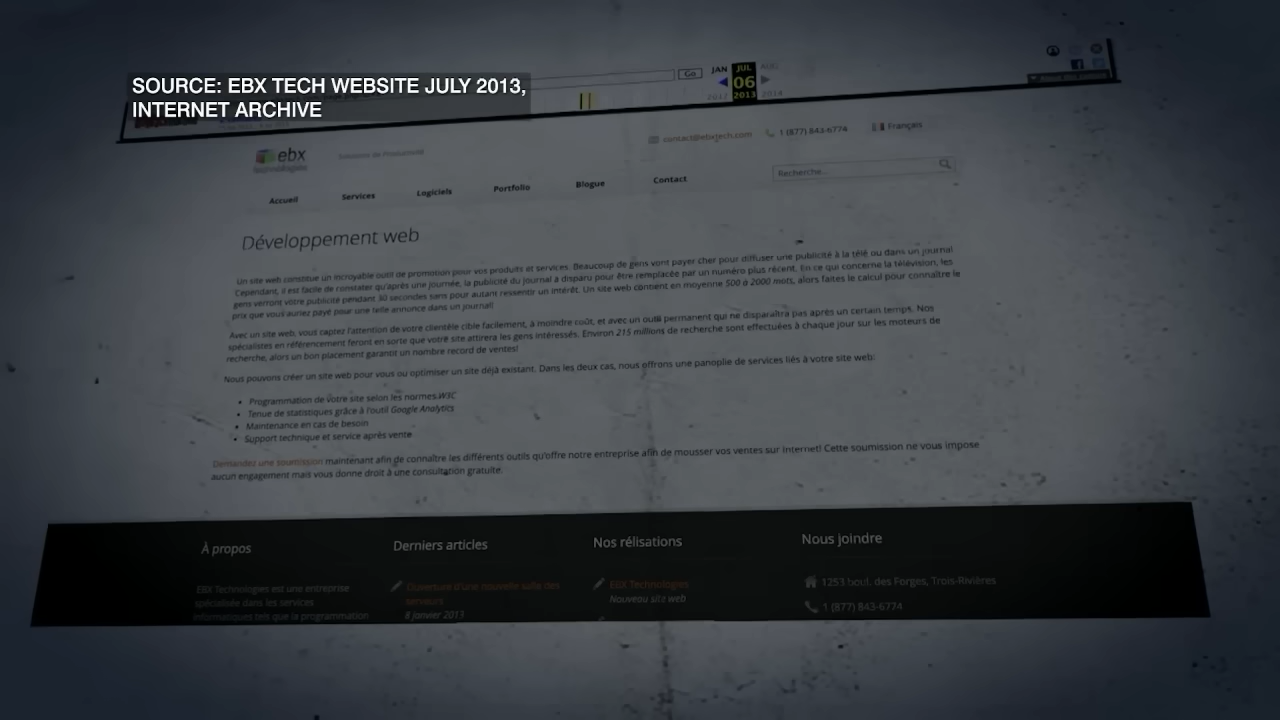 SOURCE: EBX TECH WEBSITE JULY 2013,
INTERNET ARCHIVE
Go
JAN JUL AUG
06
2012 2013 2014
ebx
technologies
Solutions de Productivité
contact@ebxtech.com
1 (877) 843-6774
Français
Recherche...
Accueil Services Logiciels Portfolio Blogue Contact
Développement web
Un site web constitue un incroyable outil de promotion pour vos produits et services. Beaucoup de gens vont payer cher pour diffuser une publicité à la télé ou dans un journal.
Cependant, il est facile de constater qu'après une journée, la publicité du journal a disparu pour être remplacée par un numéro plus récent. En ce qui concerne la télévision, les
gens verront votre publicité pendant 30 secondes sans pour autant ressentir un intérêt. Un site web contient en moyenne 500 à 2000 mots, alors faites le calcul pour connaître le
prix que vous auriez payé pour une telle annonce dans un journal!
Avec un site web, vous captez l'attention de votre clientèle cible facilement, à moindre coût, et avec un outil permanent qui ne disparaîtra pas après un certain temps. Nos
spécialistes en référencement feront en sorte que votre site attirera les gens intéressés. Environ 215 millions de recherche sont effectuées à chaque jour sur les moteurs de
recherche, alors un bon placement garantit un nombre record de ventes!
Nous pouvons créer un site web pour vous ou optimiser un site déjà existant. Dans les deux cas, nous offrons une panoplie de services liés à votre site web:
• Programmation de votre site selon les normes W3C
• Tenue de statistiques grâce à l'outil Google Analytics
• Maintenance en cas de besoin
• Support technique et service après vente
Demandez une soumission maintenant afin de connaître les différents outils qu'offre notre entreprise afin de mousser vos ventes sur Internet! Cette soumission ne vous impose
aucun engagement mais vous donne droit à une consultation gratuite.
À propos
EBX Technologies est une entreprise
spécialisée dans les services
informatiques tels que la programmation
Derniers articles
Ouverture d'une nouvelle salle des
serveurs
8 janvier 2013
Nos rélisations
EBX Technologies
Nouveau site web
Nous joindre
1253 boul. des Forges, Trois-Rivières
1 (877) 843-6774